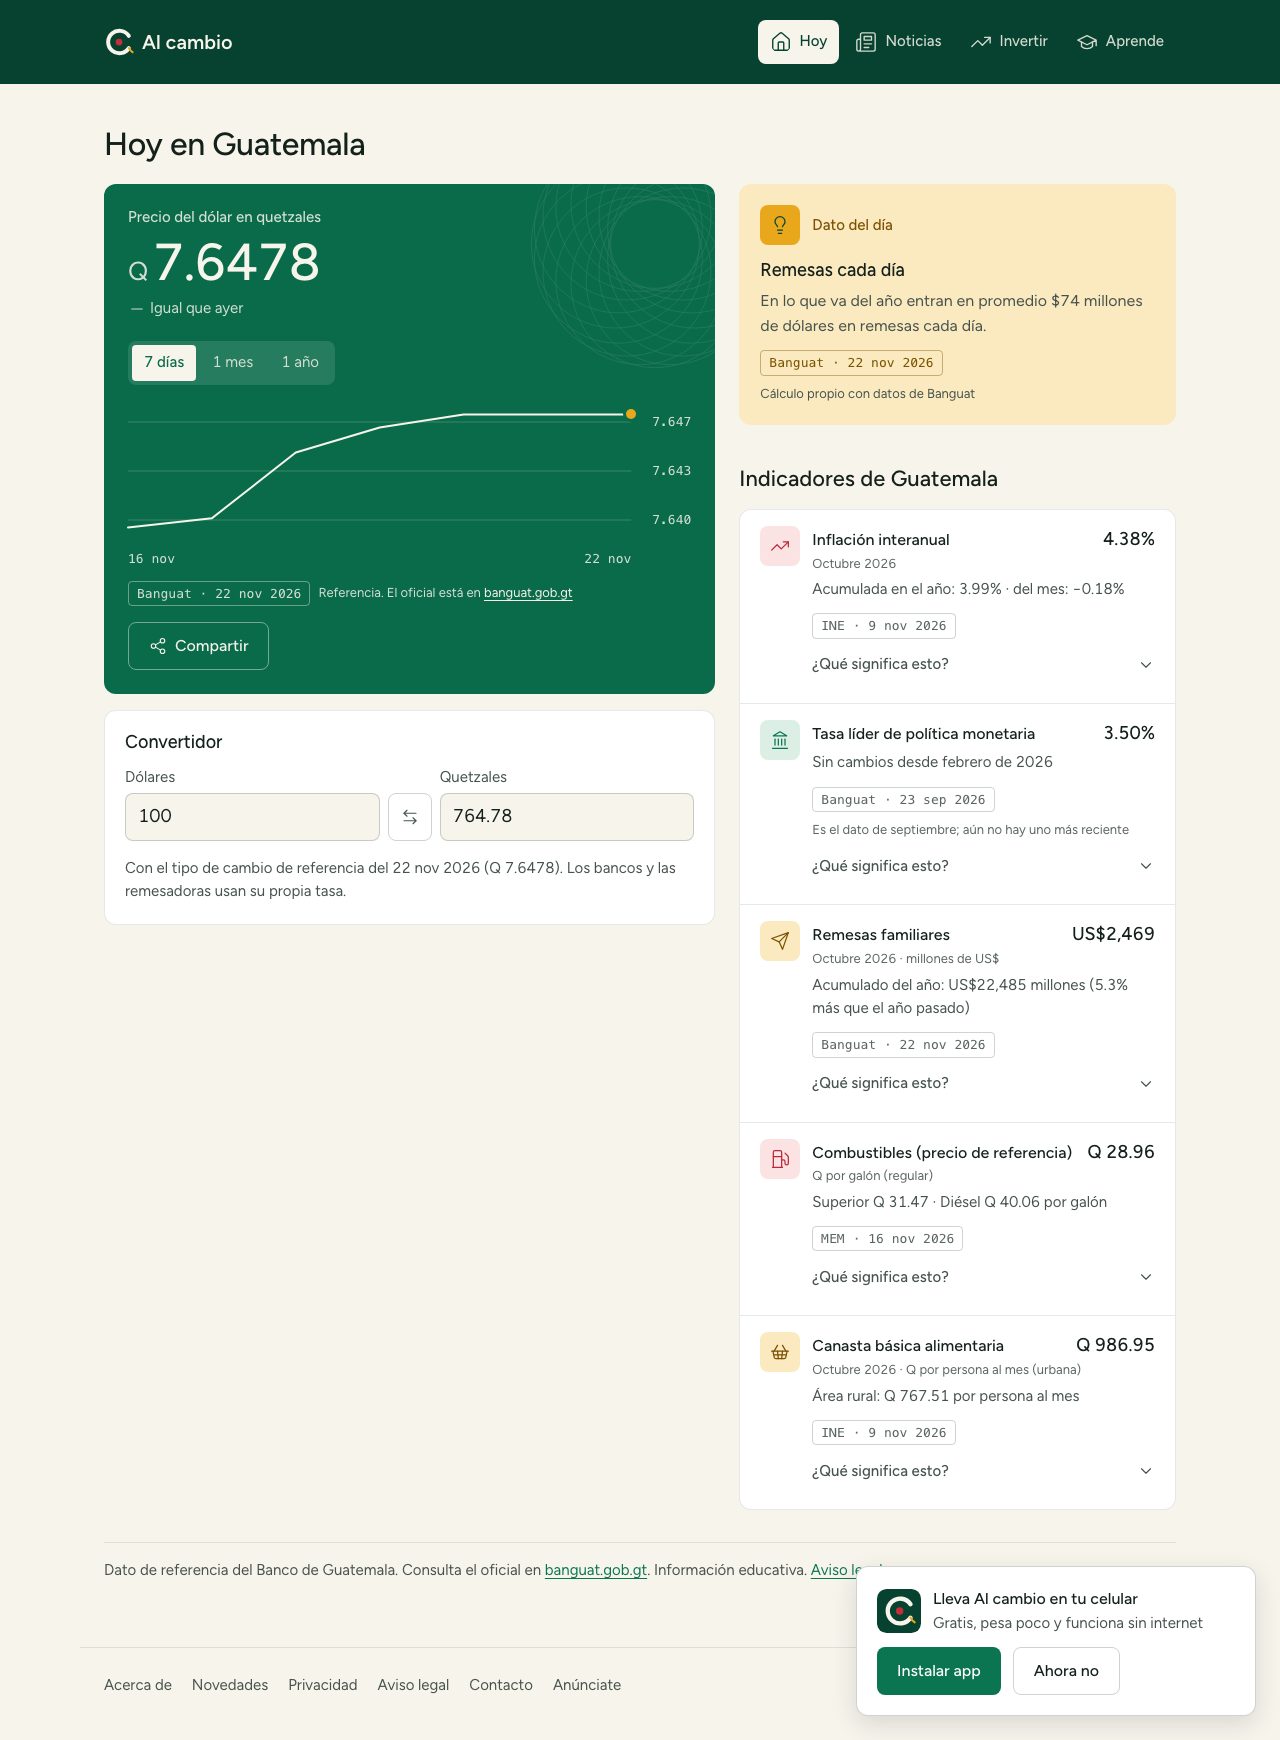 Al cambio
Hoy
Noticias
Invertir
Aprende
Hoy en Guatemala
Precio del dólar en quetzales
Q 7.6478
— Igual que ayer
7 días
1 mes
1 año
7.647
7.643
7.640
16 nov
22 nov
Banguat · 22 nov 2026
Referencia. El oficial está en banguat.gob.gt
Compartir
Convertidor
Dólares
Quetzales
100
764.78
Con el tipo de cambio de referencia del 22 nov 2026 (Q 7.6478). Los bancos y las
remesadoras usan su propia tasa.
Dato del día
Remesas cada día
En lo que va del año entran en promedio $74 millones
de dólares en remesas cada día.
Banguat · 22 nov 2026
Cálculo propio con datos de Banguat
Indicadores de Guatemala
Inflación interanual
4.38%
Octubre 2026
Acumulada en el año: 3.99% · del mes: −0.18%
INE · 9 nov 2026
¿Qué significa esto?
Tasa líder de política monetaria
3.50%
Sin cambios desde febrero de 2026
Banguat · 23 sep 2026
Es el dato de septiembre; aún no hay uno más reciente
¿Qué significa esto?
Remesas familiares
US$2,469
Octubre 2026 · millones de US$
Acumulado del año: US$22,485 millones (5.3%
más que el año pasado)
Banguat · 22 nov 2026
¿Qué significa esto?
Combustibles (precio de referencia)
Q 28.96
Q por galón (regular)
Superior Q 31.47 · Diésel Q 40.06 por galón
MEM · 16 nov 2026
¿Qué significa esto?
Canasta básica alimentaria
Q 986.95
Octubre 2026 · Q por persona al mes (urbana)
Área rural: Q 767.51 por persona al mes
INE · 9 nov 2026
¿Qué significa esto?
Dato de referencia del Banco de Guatemala. Consulta el oficial en banguat.gob.gt. Información educativa. Aviso
Lleva Al cambio en tu celular
Gratis, pesa poco y funciona sin internet
Instalar app
Ahora no
Acerca de
Novedades
Privacidad
Aviso legal
Contacto
Anúnciate